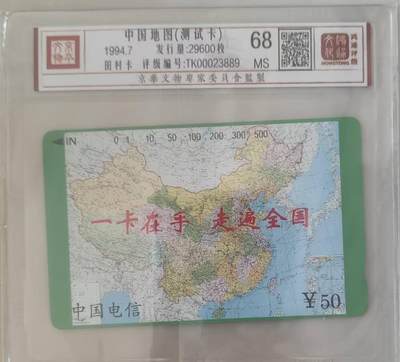 中国地图(测试卡)
1994.7 发行量:29600枚
田村卡 评级编号:TK00023889
68
MS
京华文物专家委员会监制
IN 0 1 10 50 100 200 300 500
一卡在手 走遍全国
中国电信
¥50